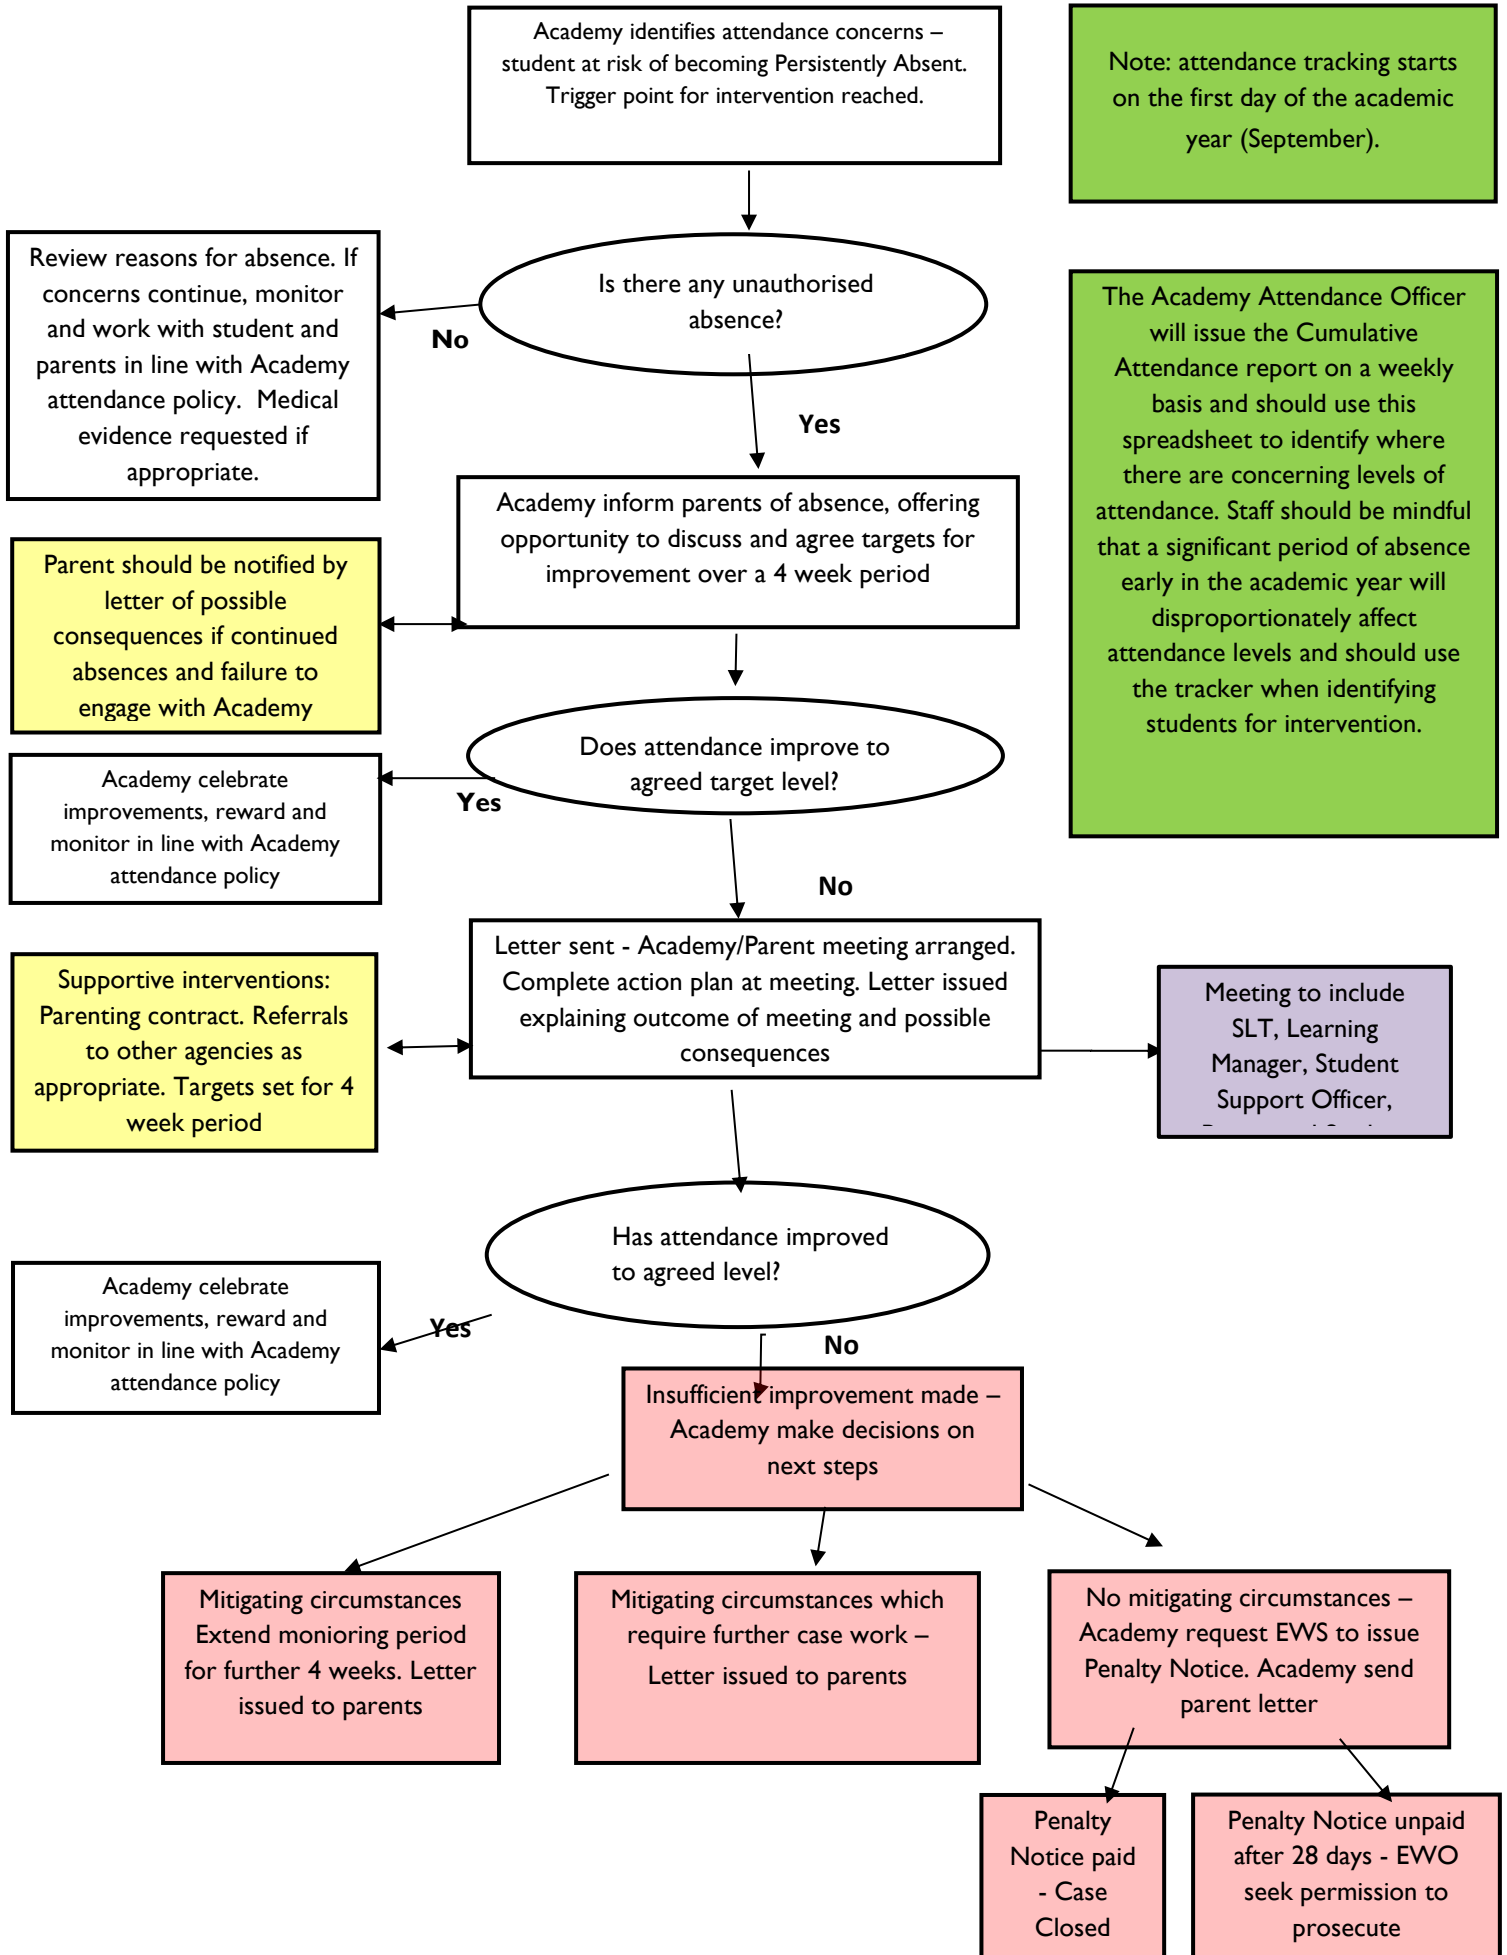 Academy identifies attendance concerns –
student at risk of becoming Persistently Absent.
Trigger point for intervention reached.
Note: attendance tracking starts
on the first day of the academic
year (September).
Is there any unauthorised
absence?
No
Yes
Review reasons for absence. If
concerns continue, monitor
and work with student and
parents in line with Academy
attendance policy. Medical
evidence requested if
appropriate.
The Academy Attendance Officer
will issue the Cumulative
Attendance report on a weekly
basis and should use this
spreadsheet to identify where
there are concerning levels of
attendance. Staff should be mindful
that a significant period of absence
early in the academic year will
disproportionately affect
attendance levels and should use
the tracker when identifying
students for intervention.
Academy inform parents of absence, offering
opportunity to discuss and agree targets for
improvement over a 4 week period
Parent should be notified by
letter of possible
consequences if continued
absences and failure to
engage with Academy
Does attendance improve to
agreed target level?
Yes
No
Academy celebrate
improvements, reward and
monitor in line with Academy
attendance policy
Letter sent - Academy/Parent meeting arranged.
Complete action plan at meeting. Letter issued
explaining outcome of meeting and possible
consequences
Supportive interventions:
Parenting contract. Referrals
to other agencies as
appropriate. Targets set for 4
week period
Meeting to include
SLT, Learning
Manager, Student
Support Officer,
Has attendance improved
to agreed level?
Yes
No
Academy celebrate
improvements, reward and
monitor in line with Academy
attendance policy
Insufficient improvement made –
Academy make decisions on
next steps
Mitigating circumstances
Extend monioring period
for further 4 weeks. Letter
issued to parents
Mitigating circumstances which
require further case work –
Letter issued to parents
No mitigating circumstances –
Academy request EWS to issue
Penalty Notice. Academy send
parent letter
Penalty
Notice paid
- Case
Closed
Penalty Notice unpaid
after 28 days - EWO
seek permission to
prosecute